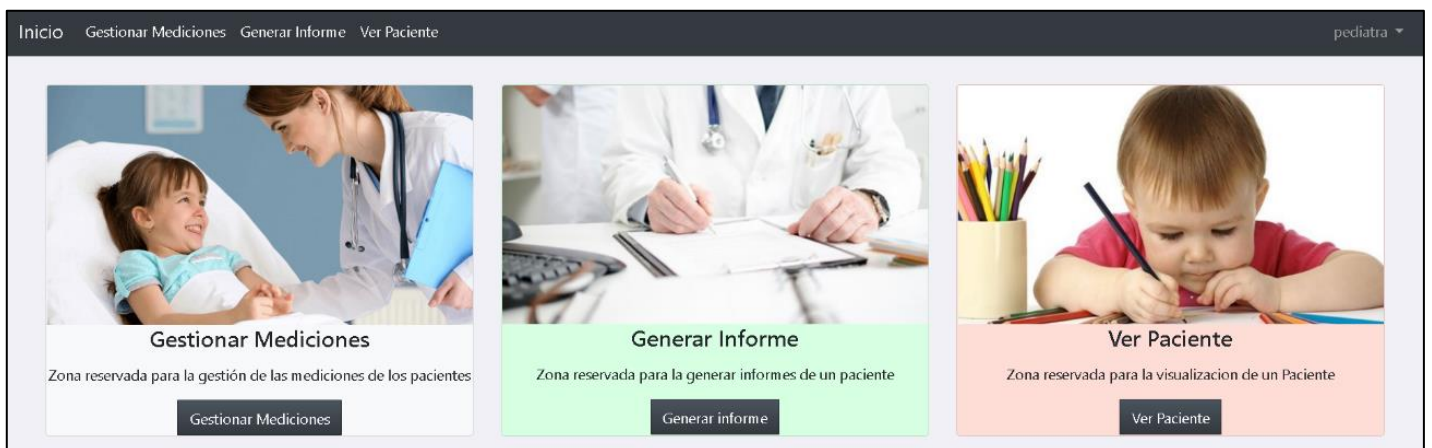 Inicio Gestionar Mediciones Generar Informe Ver Paciente pediatra
Gestionar Mediciones
Zona reservada para la gestión de las mediciones de los pacientes
Gestionar Mediciones
Generar Informe
Zona reservada para la generar informes de un paciente
Generar informe
Ver Paciente
Zona reservada para la visualizacion de un Paciente
Ver Paciente